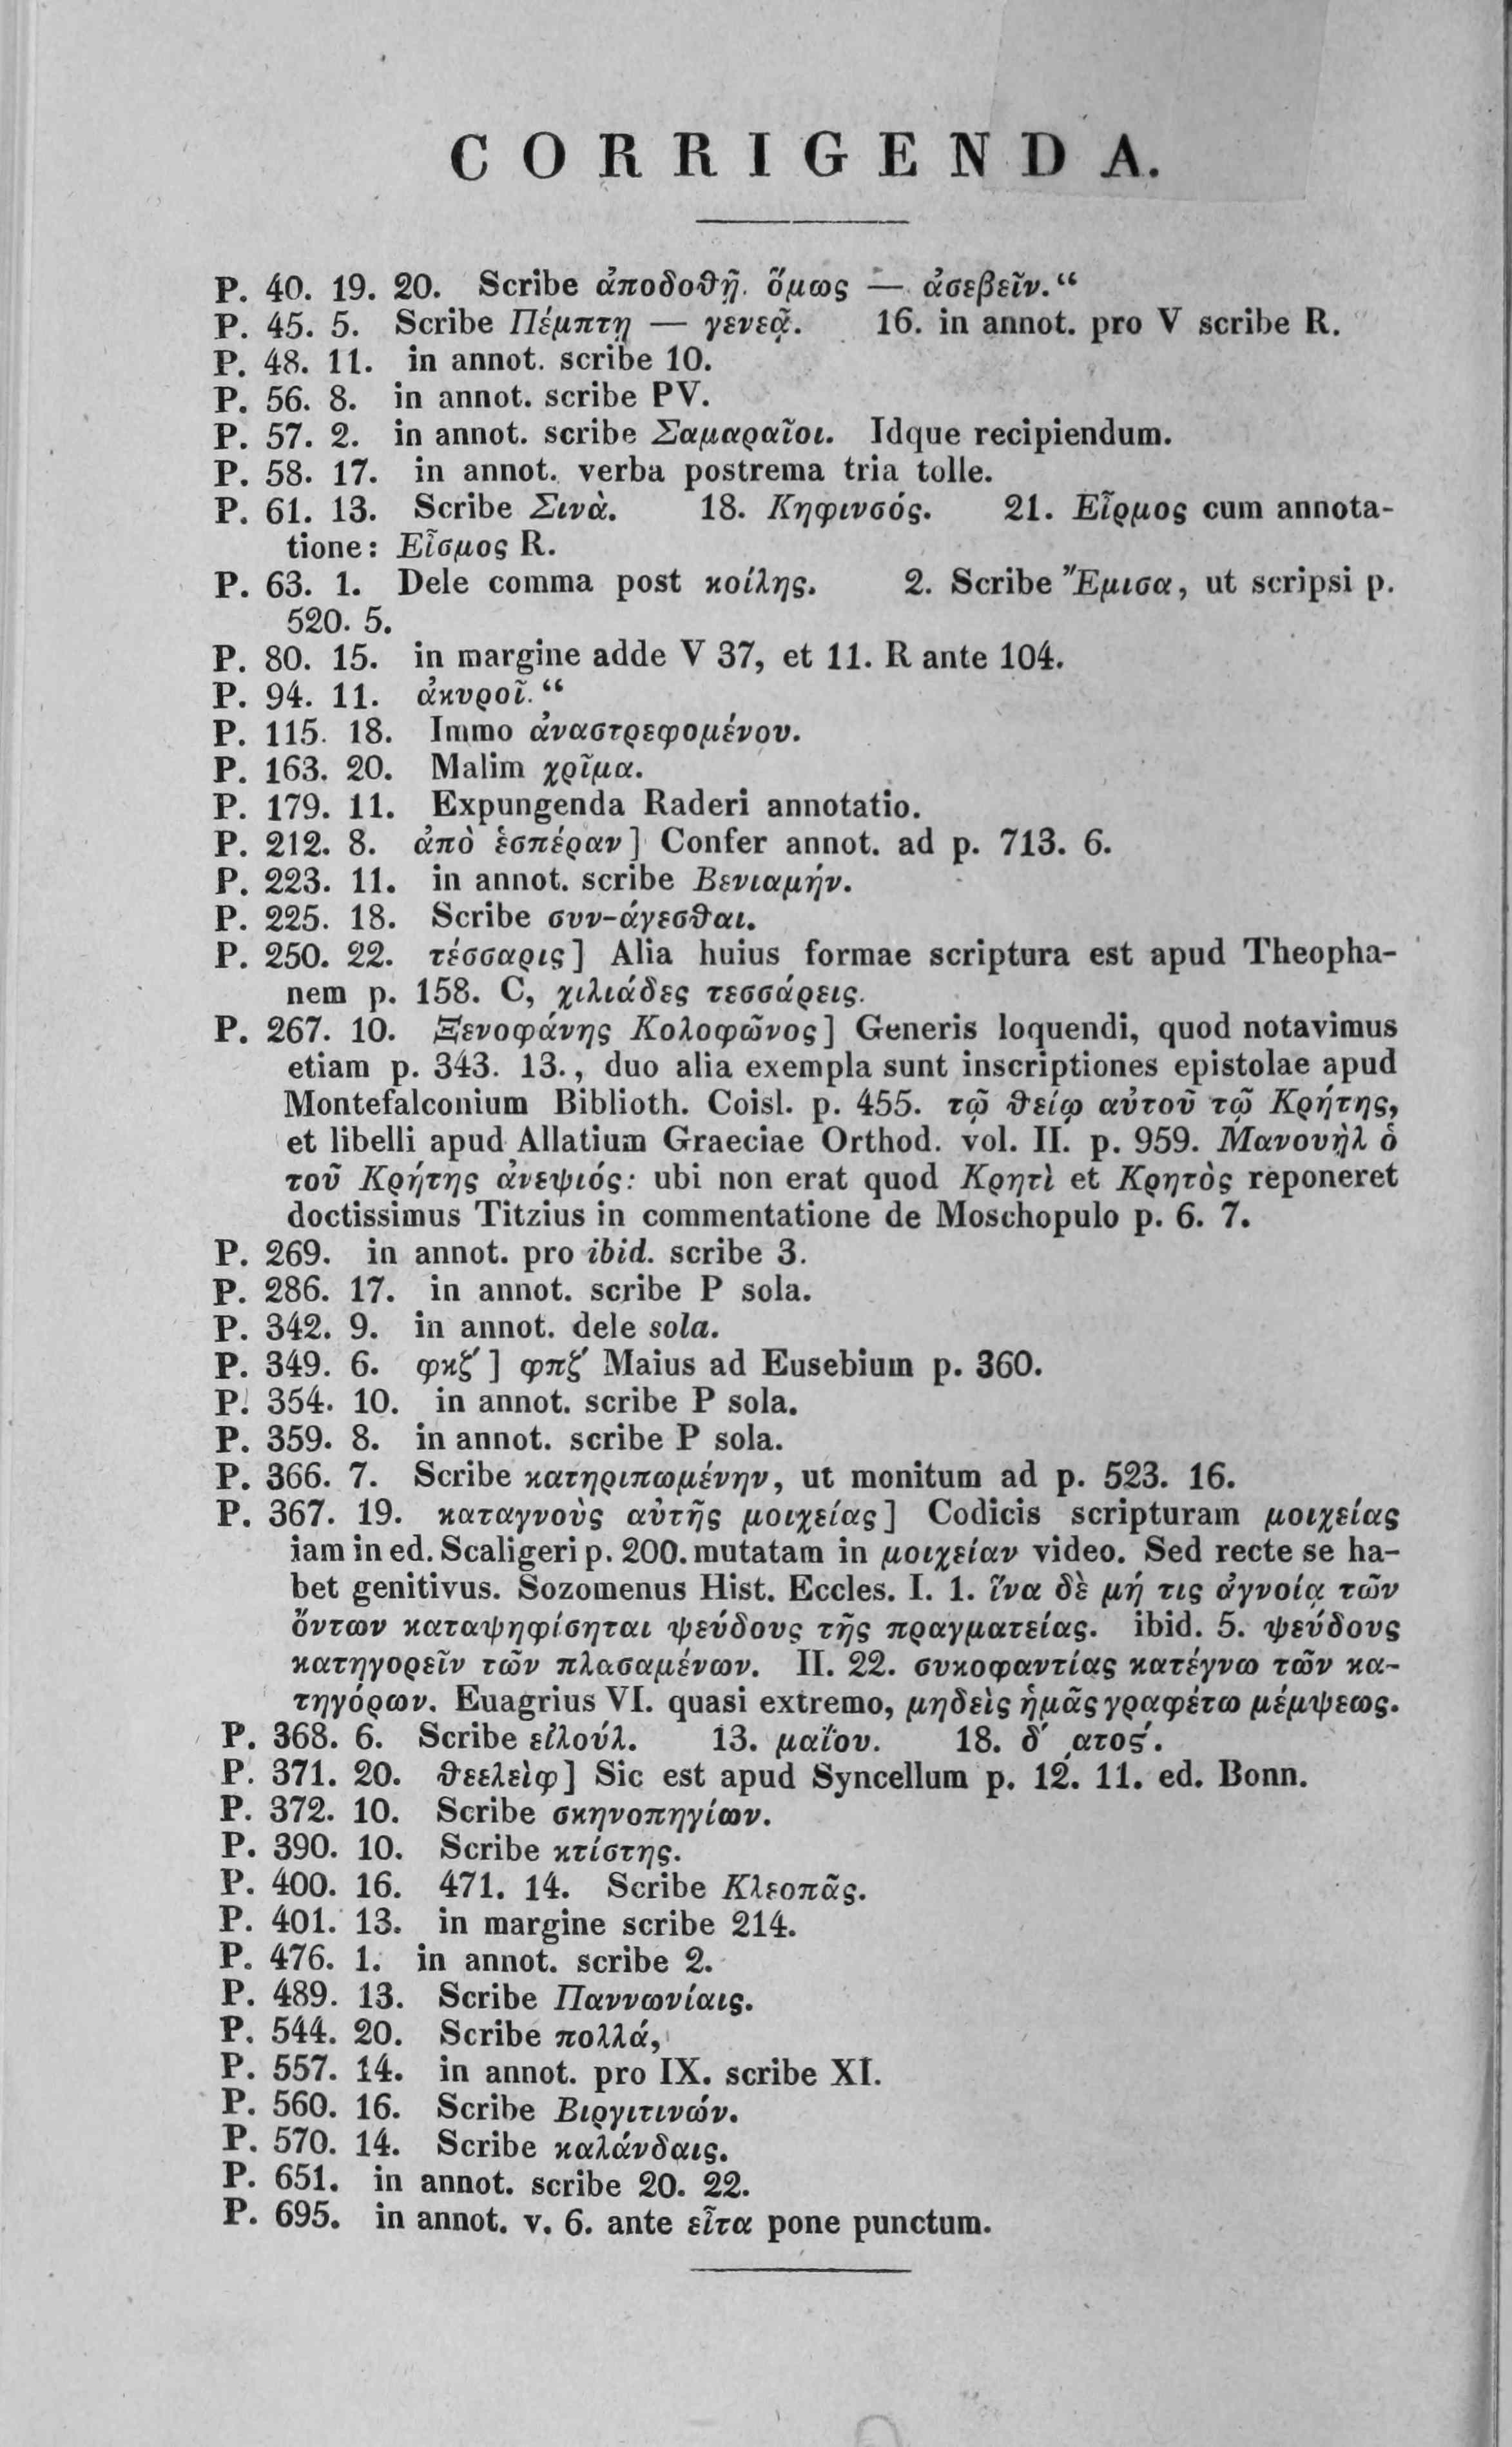 CORRIGENDA.
P. 40. 19. 20. Scribe ἀποδοθῇ. ὅμως — ἀσεβεῖν.“
P. 45. 5. Scribe Πέμπτῃ — γενεᾷ. 16. in annot. pro V scribe R.
P. 48. 11. in annot. scribe 10.
P. 56. 8. in annot. scribe PV.
P. 57. 2. in annot. scribe Σαμαραῖοι. Idque recipiendum.
P. 58. 17. in annot. verba postrema tria tolle.
P. 61. 13. Scribe Σινὰ. 18. Κηφινσός. 21. Εἶρμος cum annota-
tione: Εἶσμος R.
P. 63. 1. Dele comma post κοίλης. 2. Scribe Ἔμισα, ut scripsi p.
520. 5.
P. 80. 15. in margine adde V 37, et 11. R ante 104.
P. 94. 11. ἀκυροῖ.“
P. 115. 18. Immo ἀναστρεφομένου.
P. 163. 20. Malim χρῖμα.
P. 179. 11. Expungenda Raderi annotatio.
P. 212. 8. ἀπὸ ἑσπέραν] Confer annot. ad p. 713. 6.
P. 223. 11. in annot. scribe Βενιαμήν.
P. 225. 18. Scribe συν-άγεσθαι.
P. 250. 22. τέσσαρις] Alia huius formae scriptura est apud Theopha-
nem p. 158. C, χιλιάδες τεσσάρεις.
P. 267. 10. Ξενοφάνης Κολοφῶνος] Generis loquendi, quod notavimus
etiam p. 343. 13., duo alia exempla sunt inscriptiones epistolae apud
Montefalconium Biblioth. Coisl. p. 455. τῷ θείῳ αὐτοῦ τῷ Κρήτης,
et libelli apud Allatium Graeciae Orthod. vol. II. p. 959. Μανουὴλ ὁ
τοῦ Κρήτης ἀνεψιός: ubi non erat quod Κρητὶ et Κρητὸς reponeret
doctissimus Titzius in commentatione de Moschopulo p. 6. 7.
P. 269. in annot. pro ibid. scribe 3.
P. 286. 17. in annot. scribe P sola.
P. 342. 9. in annot. dele sola.
P. 349. 6. φκζʹ] φπζʹ Maius ad Eusebium p. 360.
P. 354. 10. in annot. scribe P sola.
P. 359. 8. in annot. scribe P sola.
P. 366. 7. Scribe κατηριπωμένην, ut monitum ad p. 523. 16.
P. 367. 19. καταγνοὺς αὐτῆς μοιχείας] Codicis scripturam μοιχείας
iam in ed. Scaligeri p. 200. mutatam in μοιχείαν video. Sed recte se ha-
bet genitivus. Sozomenus Hist. Eccles. I. 1. ἵνα δὲ μή τις ἀγνοίᾳ τῶν
ὄντων καταψηφίσηται ψεύδους τῆς πραγματείας. ibid. 5. ψεύδους
κατηγορεῖν τῶν πλασαμένων. II. 22. συκοφαντίας κατέγνω τῶν κα-
τηγόρων. Euagrius VI. quasi extremo, μηδεὶς ἡμᾶς γραφέτω μέμψεως.
P. 368. 6. Scribe εἰλούλ. 13. μαΐου. 18. δʹ ͵ατοςʹ.
P. 371. 20. θεελεὶφ] Sic est apud Syncellum p. 12. 11. ed. Bonn.
P. 372. 10. Scribe σκηνοπηγίων.
P. 390. 10. Scribe κτίστης.
P. 400. 16. 471. 14. Scribe Κλεοπᾶς.
P. 401. 13. in margine scribe 214.
P. 476. 1. in annot. scribe 2.
P. 489. 13. Scribe Παννωνίαις.
P. 544. 20. Scribe πολλά,
P. 557. 14. in annot. pro IX. scribe XI.
P. 560. 16. Scribe Βιργιτινών.
P. 570. 14. Scribe καλάνδαις.
P. 651. in annot. scribe 20. 22.
P. 695. in annot. v. 6. ante εἶτα pone punctum.